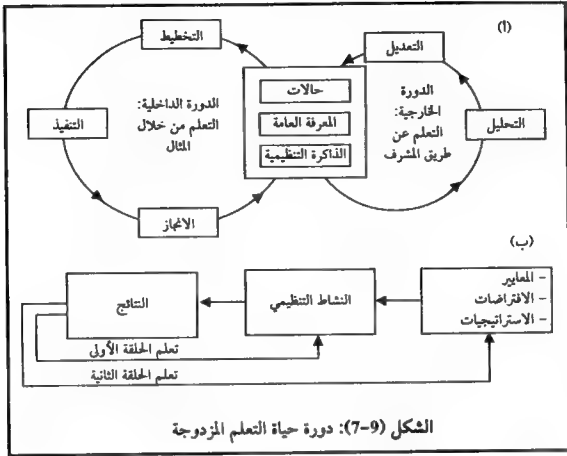 (أ)
التخطيط
التعديل
حالات
المعرفة العامة
الذاكرة التنظيمية
الدورة
الخارجية:
التعلم عن
طريق المشرف
التحليل
الدورة الداخلية:
التعلم من خلال
المثال
التنفيذ
الانجاز
(ب)
- المعايير
- الافتراضات
- الاستراتيجيات
النشاط التنظيمي
النتائج
تعلم الحلقة الأولى
تعلم الحلقة الثانية
الشكل (9-7): دورة حياة التعلم المزدوجة